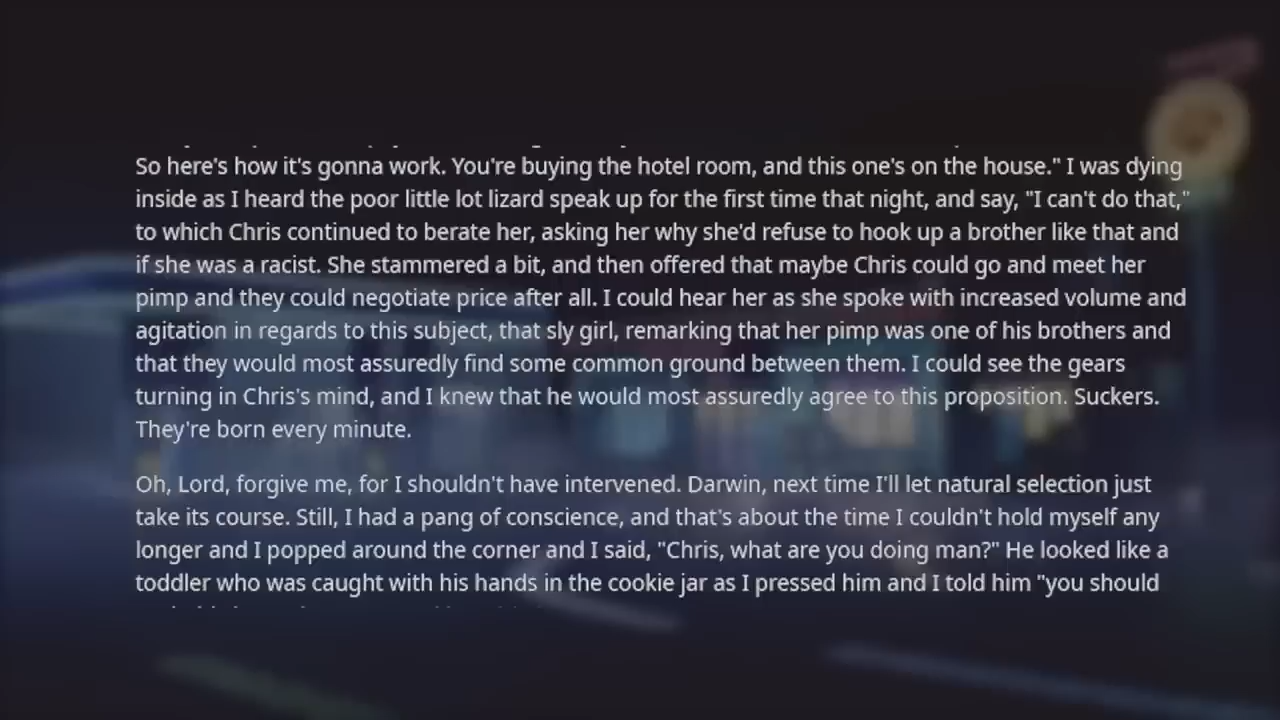 So here's how it's gonna work. You're buying the hotel room, and this one's on the house." I was dying
inside as I heard the poor little lot lizard speak up for the first time that night, and say, "I can't do that,"
to which Chris continued to berate her, asking her why she'd refuse to hook up a brother like that and
if she was a racist. She stammered a bit, and then offered that maybe Chris could go and meet her
pimp and they could negotiate price after all. I could hear her as she spoke with increased volume and
agitation in regards to this subject, that sly girl, remarking that her pimp was one of his brothers and
that they would most assuredly find some common ground between them. I could see the gears
turning in Chris's mind, and I knew that he would most assuredly agree to this proposition. Suckers.
They're born every minute.
Oh, Lord, forgive me, for I shouldn't have intervened. Darwin, next time I'll let natural selection just
take its course. Still, I had a pang of conscience, and that's about the time I couldn't hold myself any
longer and I popped around the corner and I said, "Chris, what are you doing man?" He looked like a
toddler who was caught with his hands in the cookie jar as I pressed him and I told him "you should